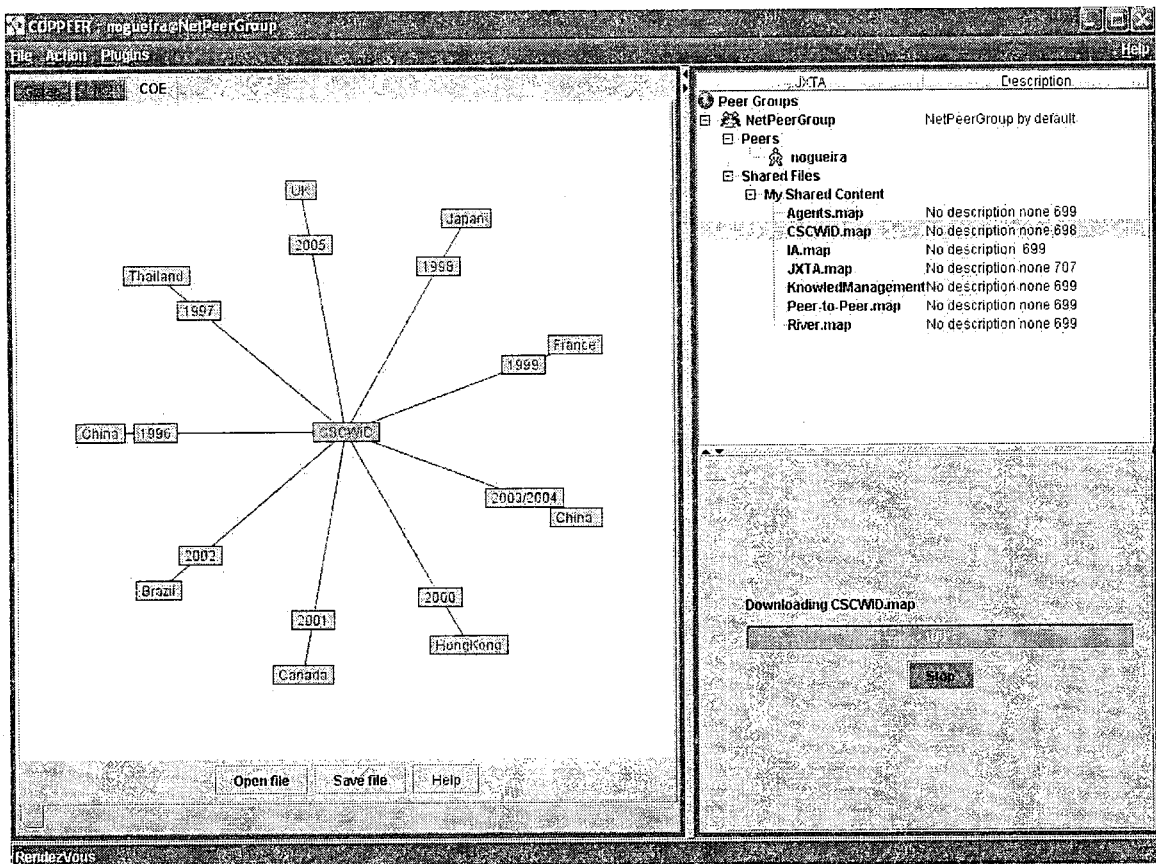 COPPEER - nogueira@NetPeerGroup
File Action Plugins Help
COE
UK
2005
Japan
1998
Thailand
1997
France
1999
China 1996
CSCWiD
2003/2004
China
2002
Brazil
2000
HongKong
2001
Canada
Open file Save file Help
JXTA Description
Peer Groups
NetPeerGroup NetPeerGroup by default
Peers
nogueira
Shared Files
My Shared Content
Agents.map No description none 699
CSCWiD.map No description none 698
IA.map No description 699
JXTA.map No description none 707
KnowledManagement No description none 699
Peer-to-Peer.map No description none 699
River.map No description none 699
Downloading CSCWiD.map
Stop
RendezVous